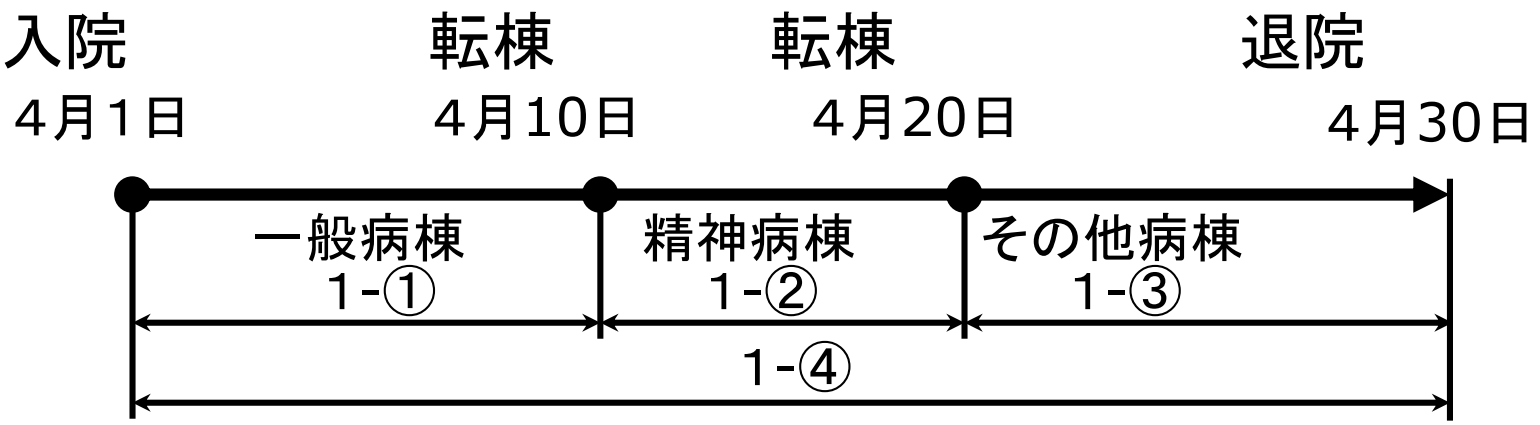 入院 転棟 転棟 退院
４月１日 ４月10日 ４月20日 ４月30日
一般病棟 精神病棟 その他病棟
１-① １-② １-③
１-④